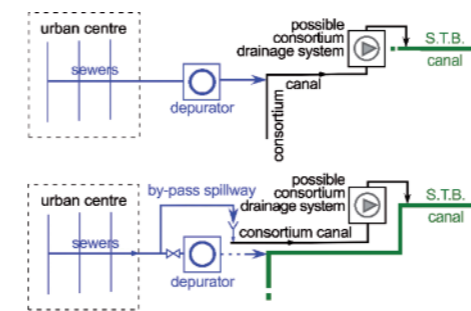 urban centre
sewers
depurator
possible
consortium
drainage system
canal
consortium
S.T.B.
canal
urban centre
sewers
by-pass spillway
depurator
possible
consortium
drainage system
consortium canal
S.T.B.
canal